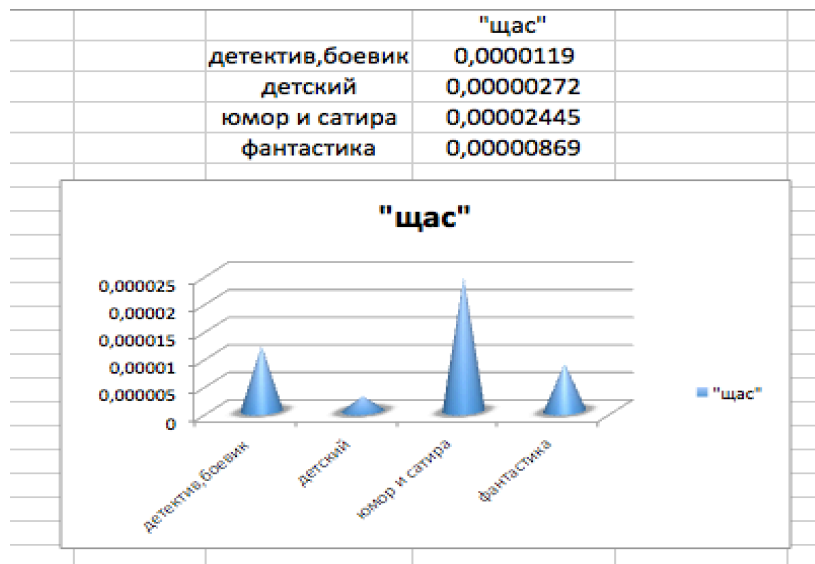 "щас"
детектив,боевик 0,0000119
детский 0,00000272
юмор и сатира 0,00002445
фантастика 0,00000869
"щас"
0,000025
0,00002
0,000015
0,00001
0,000005
0
"щас"
детектив,боевик
детский
юмор и сатира
фантастика